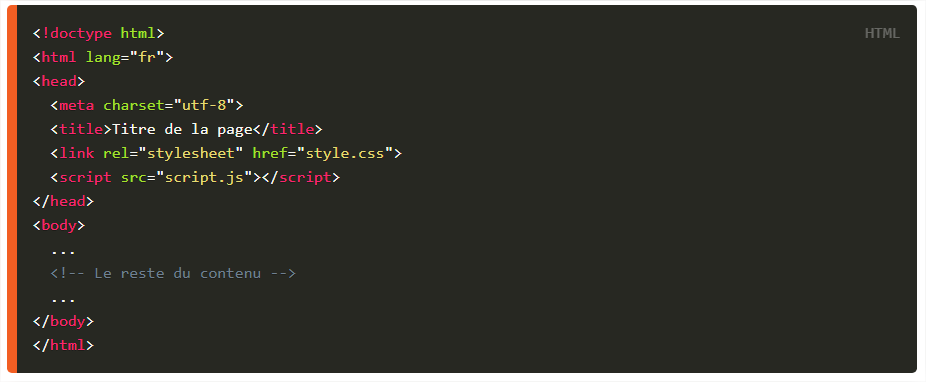 <!doctype html>
HTML
<html lang="fr">
<head>
  <meta charset="utf-8">
  <title>Titre de la page</title>
  <link rel="stylesheet" href="style.css">
  <script src="script.js"></script>
</head>
<body>
  ...
  <!-- Le reste du contenu -->
  ...
</body>
</html>